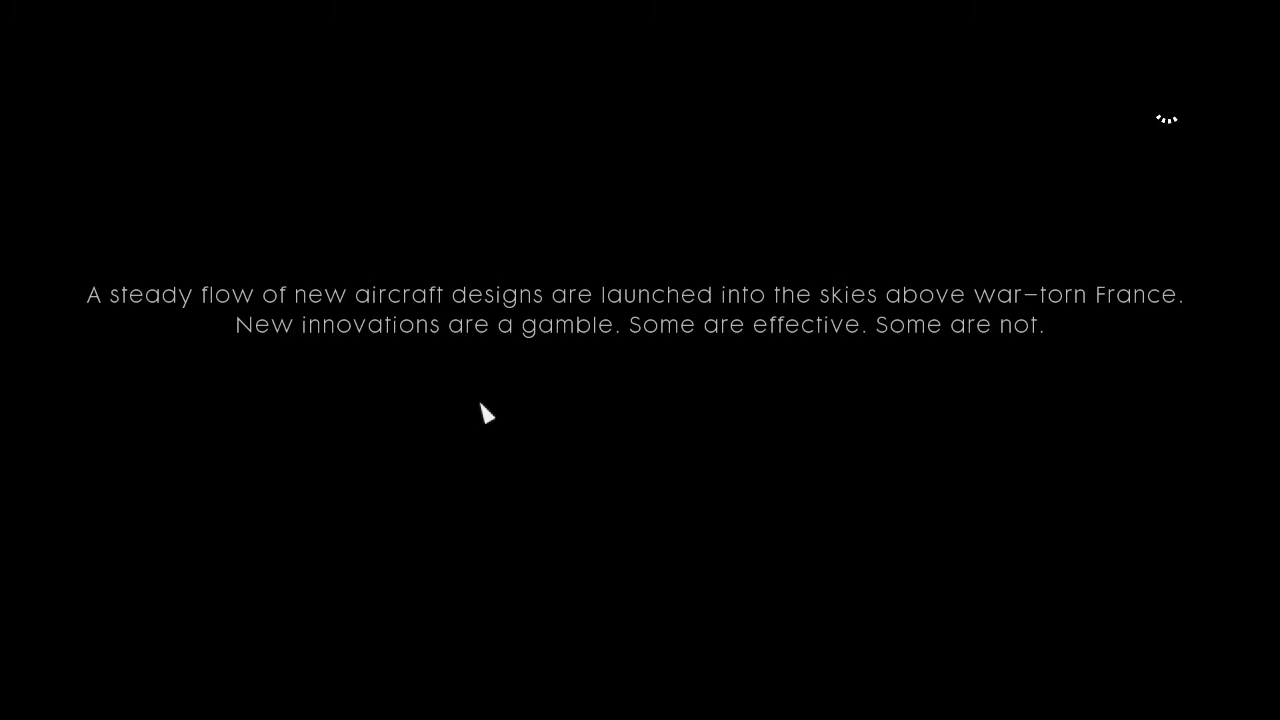 A steady flow of new aircraft designs are launched into the skies above war–torn France.
New innovations are a gamble. Some are effective. Some are not.